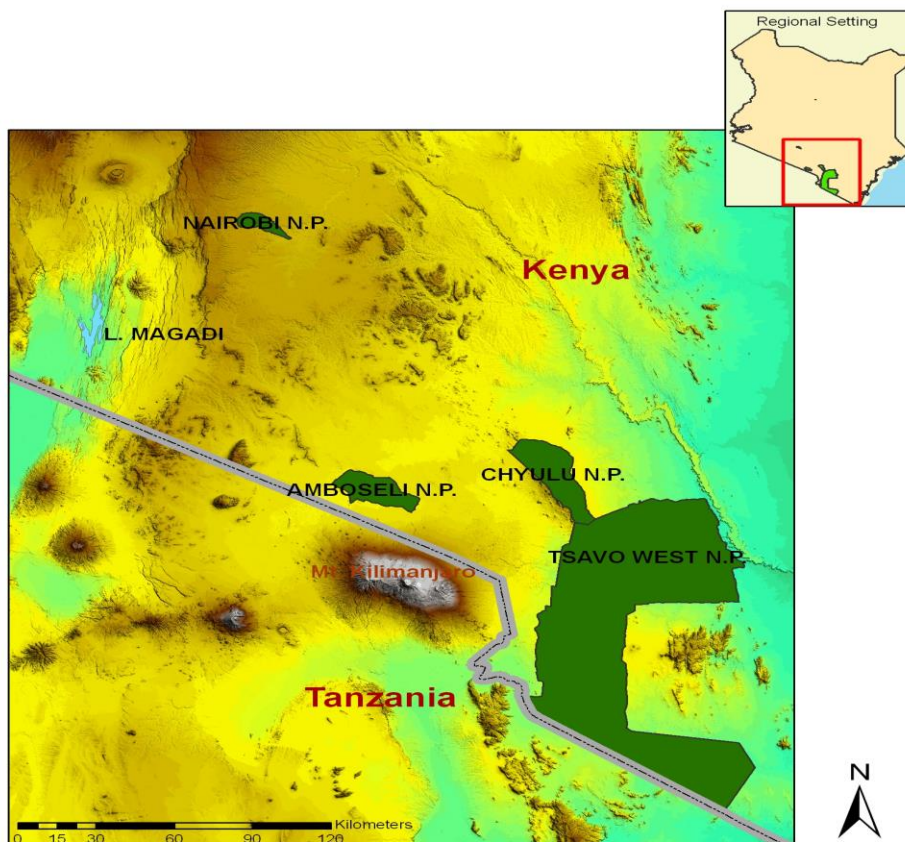 Regional Setting
NAIROBI N.P.
Kenya
L. MAGADI
CHYULU N.P.
AMBOSELI N.P.
TSAVO WEST N.P.
Mt. Kilimanjaro
Tanzania
N
Kilometers
0 15 30 60 90 120